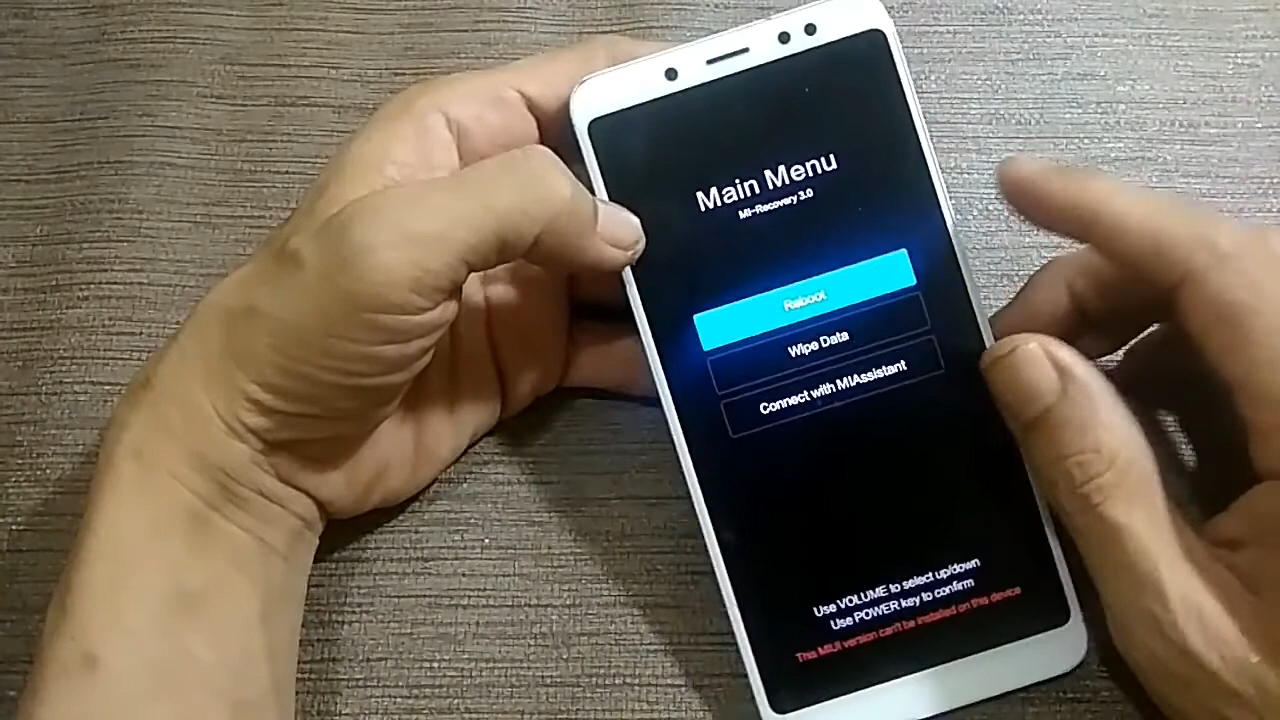 Main Menu
MI-Recovery 3.0
Reboot
Wipe Data
Connect with MIAssistant
Use VOLUME to select up/down
Use POWER key to confirm
This MIUI version can't be installed on this device